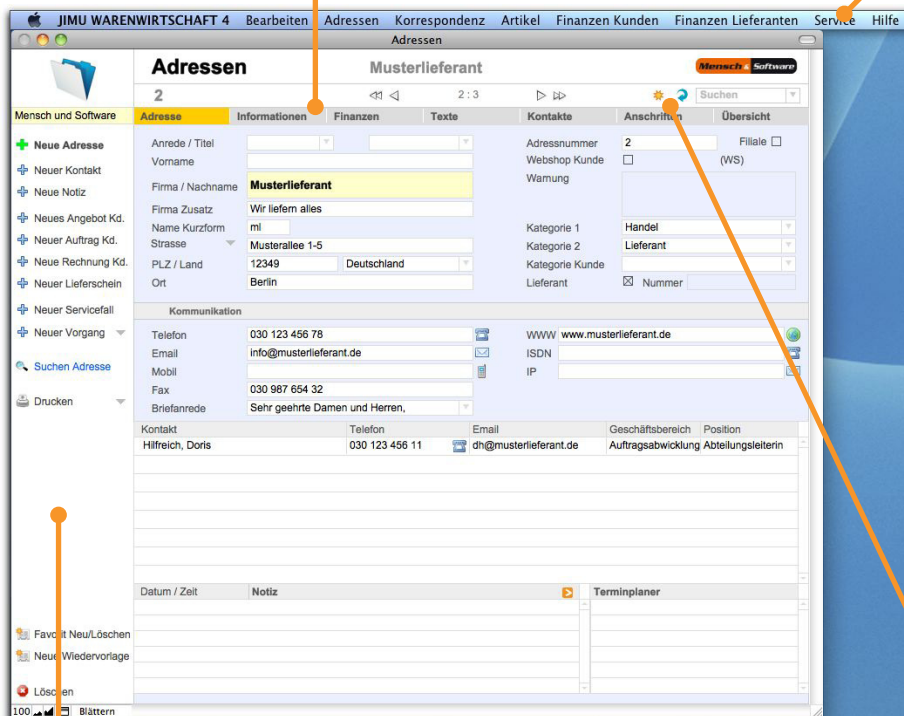 JIMU WARENWIRTSCHAFT 4 Bearbeiten Adressen Korrespondenz Artikel Finanzen Kunden Finanzen Lieferanten Service Hilfe
Adressen
Adressen Musterlieferant Mensch & Software
2 2 : 3 Suchen
Mensch und Software
Adresse Informationen Finanzen Texte Kontakte Anschriften Übersicht
Neue Adresse
Neuer Kontakt
Neue Notiz
Neues Angebot Kd.
Neuer Auftrag Kd.
Neue Rechnung Kd.
Neuer Lieferschein
Neuer Servicefall
Neuer Vorgang
Suchen Adresse
Drucken
Favorit Neu/Löschen
Neue Wiedervorlage
Löschen
Anrede / Titel
Vorname
Firma / Nachname Musterlieferant
Firma Zusatz Wir liefern alles
Name Kurzform ml
Strasse Musterallee 1-5
PLZ / Land 12349 Deutschland
Ort Berlin
Adressnummer 2 Filiale
Webshop Kunde (WS)
Warnung
Kategorie 1 Handel
Kategorie 2 Lieferant
Kategorie Kunde
Lieferant Nummer
Kommunikation
Telefon 030 123 456 78
Email info@musterlieferant.de
Mobil
Fax 030 987 654 32
Briefanrede Sehr geehrte Damen und Herren,
WWW www.musterlieferant.de
ISDN
IP
Kontakt Telefon Email Geschäftsbereich Position
Hilfreich, Doris 030 123 456 11 dh@musterlieferant.de Auftragsabwicklung Abteilungsleiterin
Datum / Zeit Notiz Terminplaner
100 Blättern